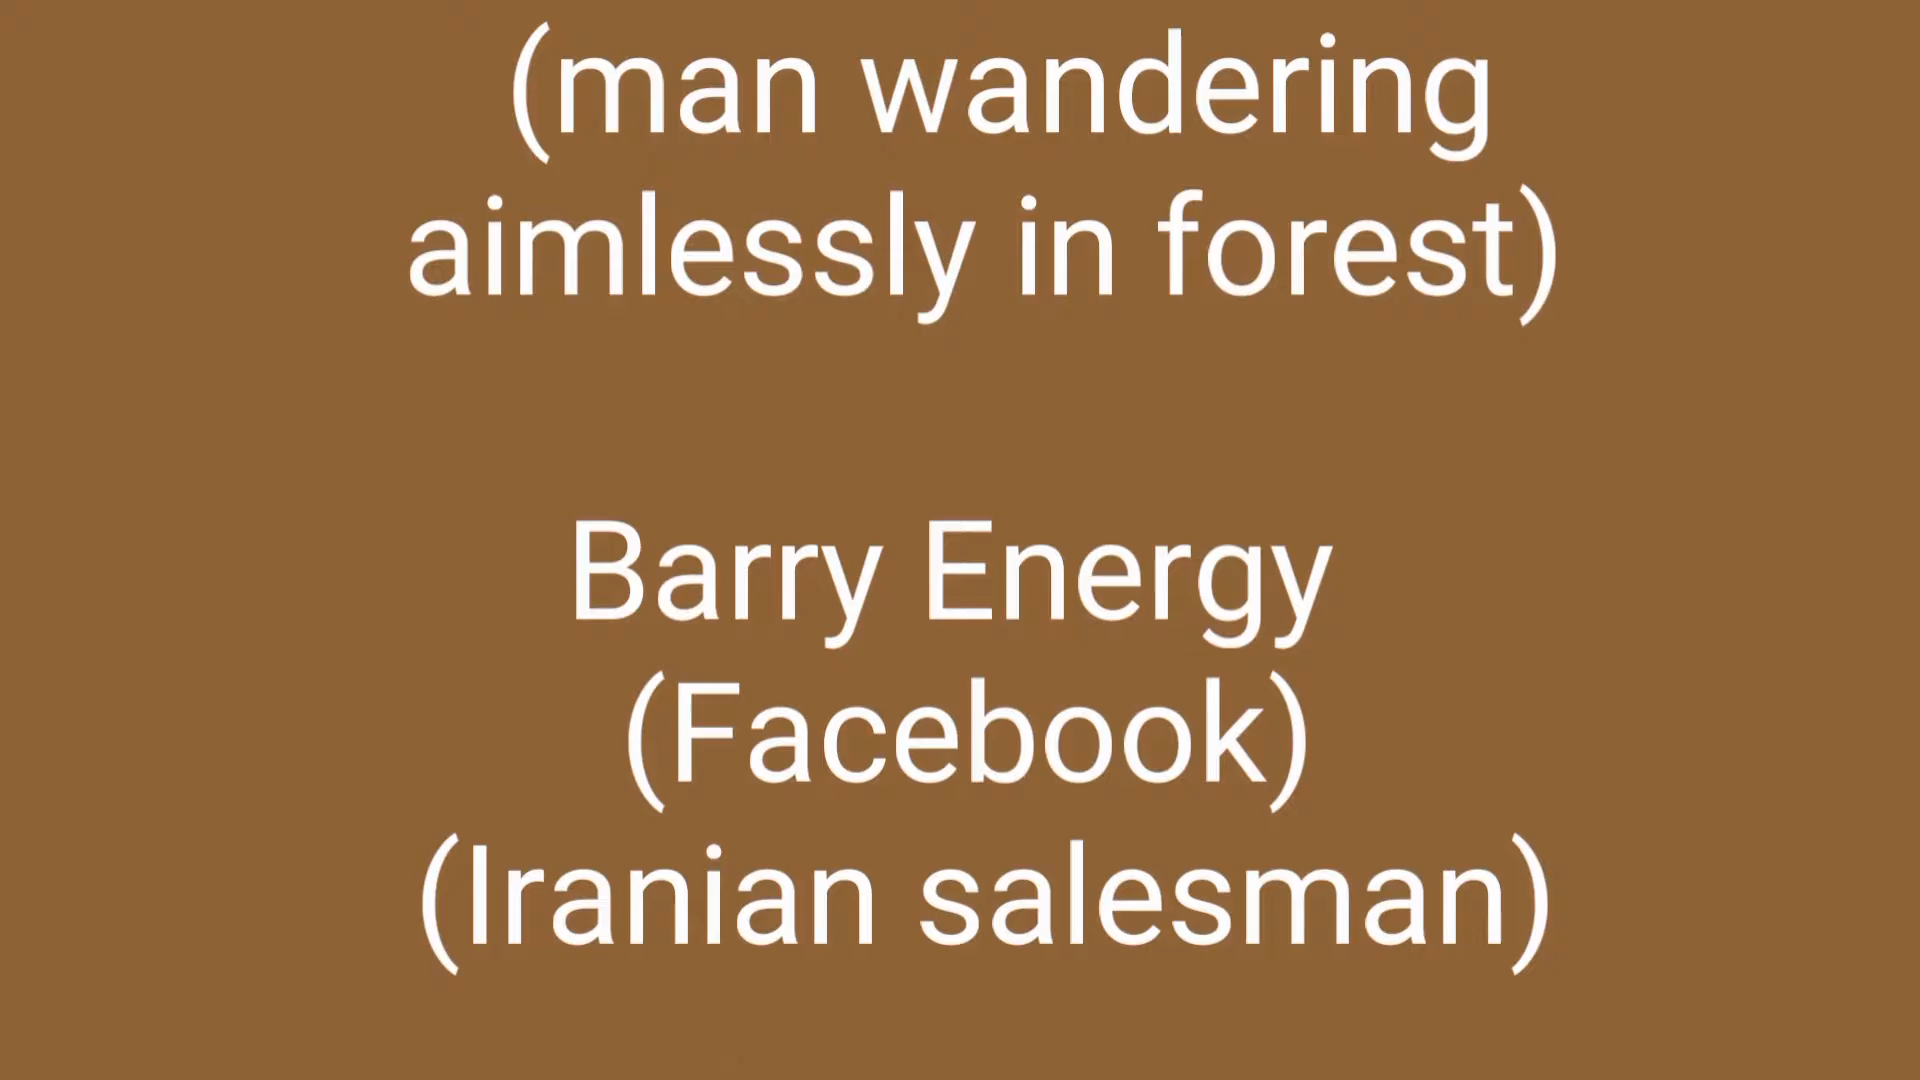 (man wandering
aimlessly in forest)
Barry Energy
(Facebook)
(Iranian salesman)